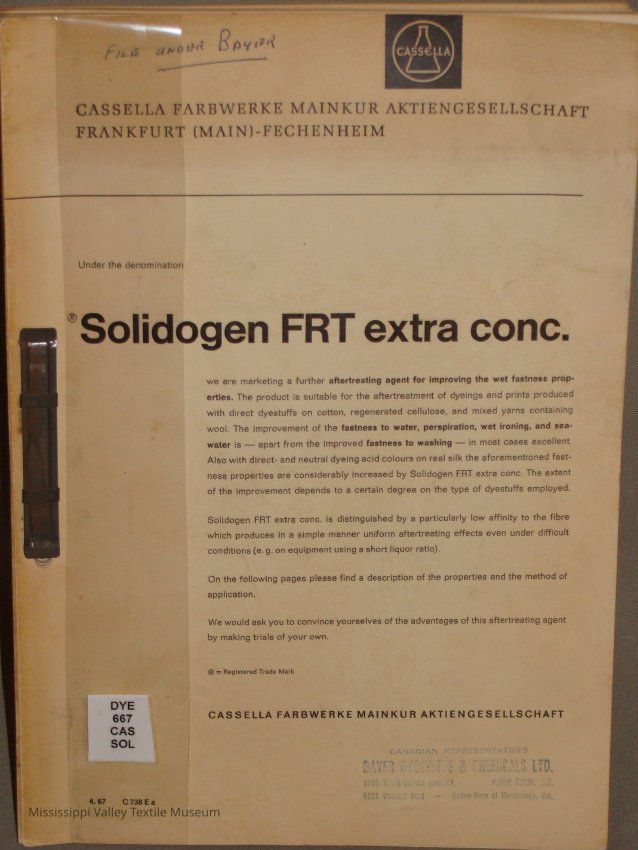 FILE UNDER BAYER
CASSELLA
CASSELLA FARBWERKE MAINKUR AKTIENGESELLSCHAFT
FRANKFURT (MAIN)-FECHENHEIM
Under the denomination
®Solidogen FRT extra conc.
we are marketing a further aftertreating agent for improving the wet fastness prop-
erties. The product is suitable for the aftertreatment of dyeings and prints produced
with direct dyestuffs on cotton, regenerated cellulose, and mixed yarns containing
wool. The improvement of the fastness to water, perspiration, wet ironing, and sea-
water is — apart from the improved fastness to washing — in most cases excellent.
Also with direct- and neutral dyeing acid colours on real silk the aforementioned fast-
ness properties are considerably increased by Solidogen FRT extra conc. The extent
of the improvement depends to a certain degree on the type of dyestuffs employed.
Solidogen FRT extra conc. is distinguished by a particularly low affinity to the fibre
which produces in a simple manner uniform aftertreating effects even under difficult
conditions (e. g. on equipment using a short liquor ratio).
On the following pages please find a description of the properties and the method of
application.
We would ask you to convince yourselves of the advantages of this aftertreating agent
by making trials of your own.
® = Registered Trade Mark
CASSELLA FARBWERKE MAINKUR AKTIENGESELLSCHAFT
DYE
667
CAS
SOL
CANADIAN REPRESENTATIVES
BAYER DYESTUFFS & CHEMICALS LTD.
4. 67 C 738 E a
Mississippi Valley Textile Museum